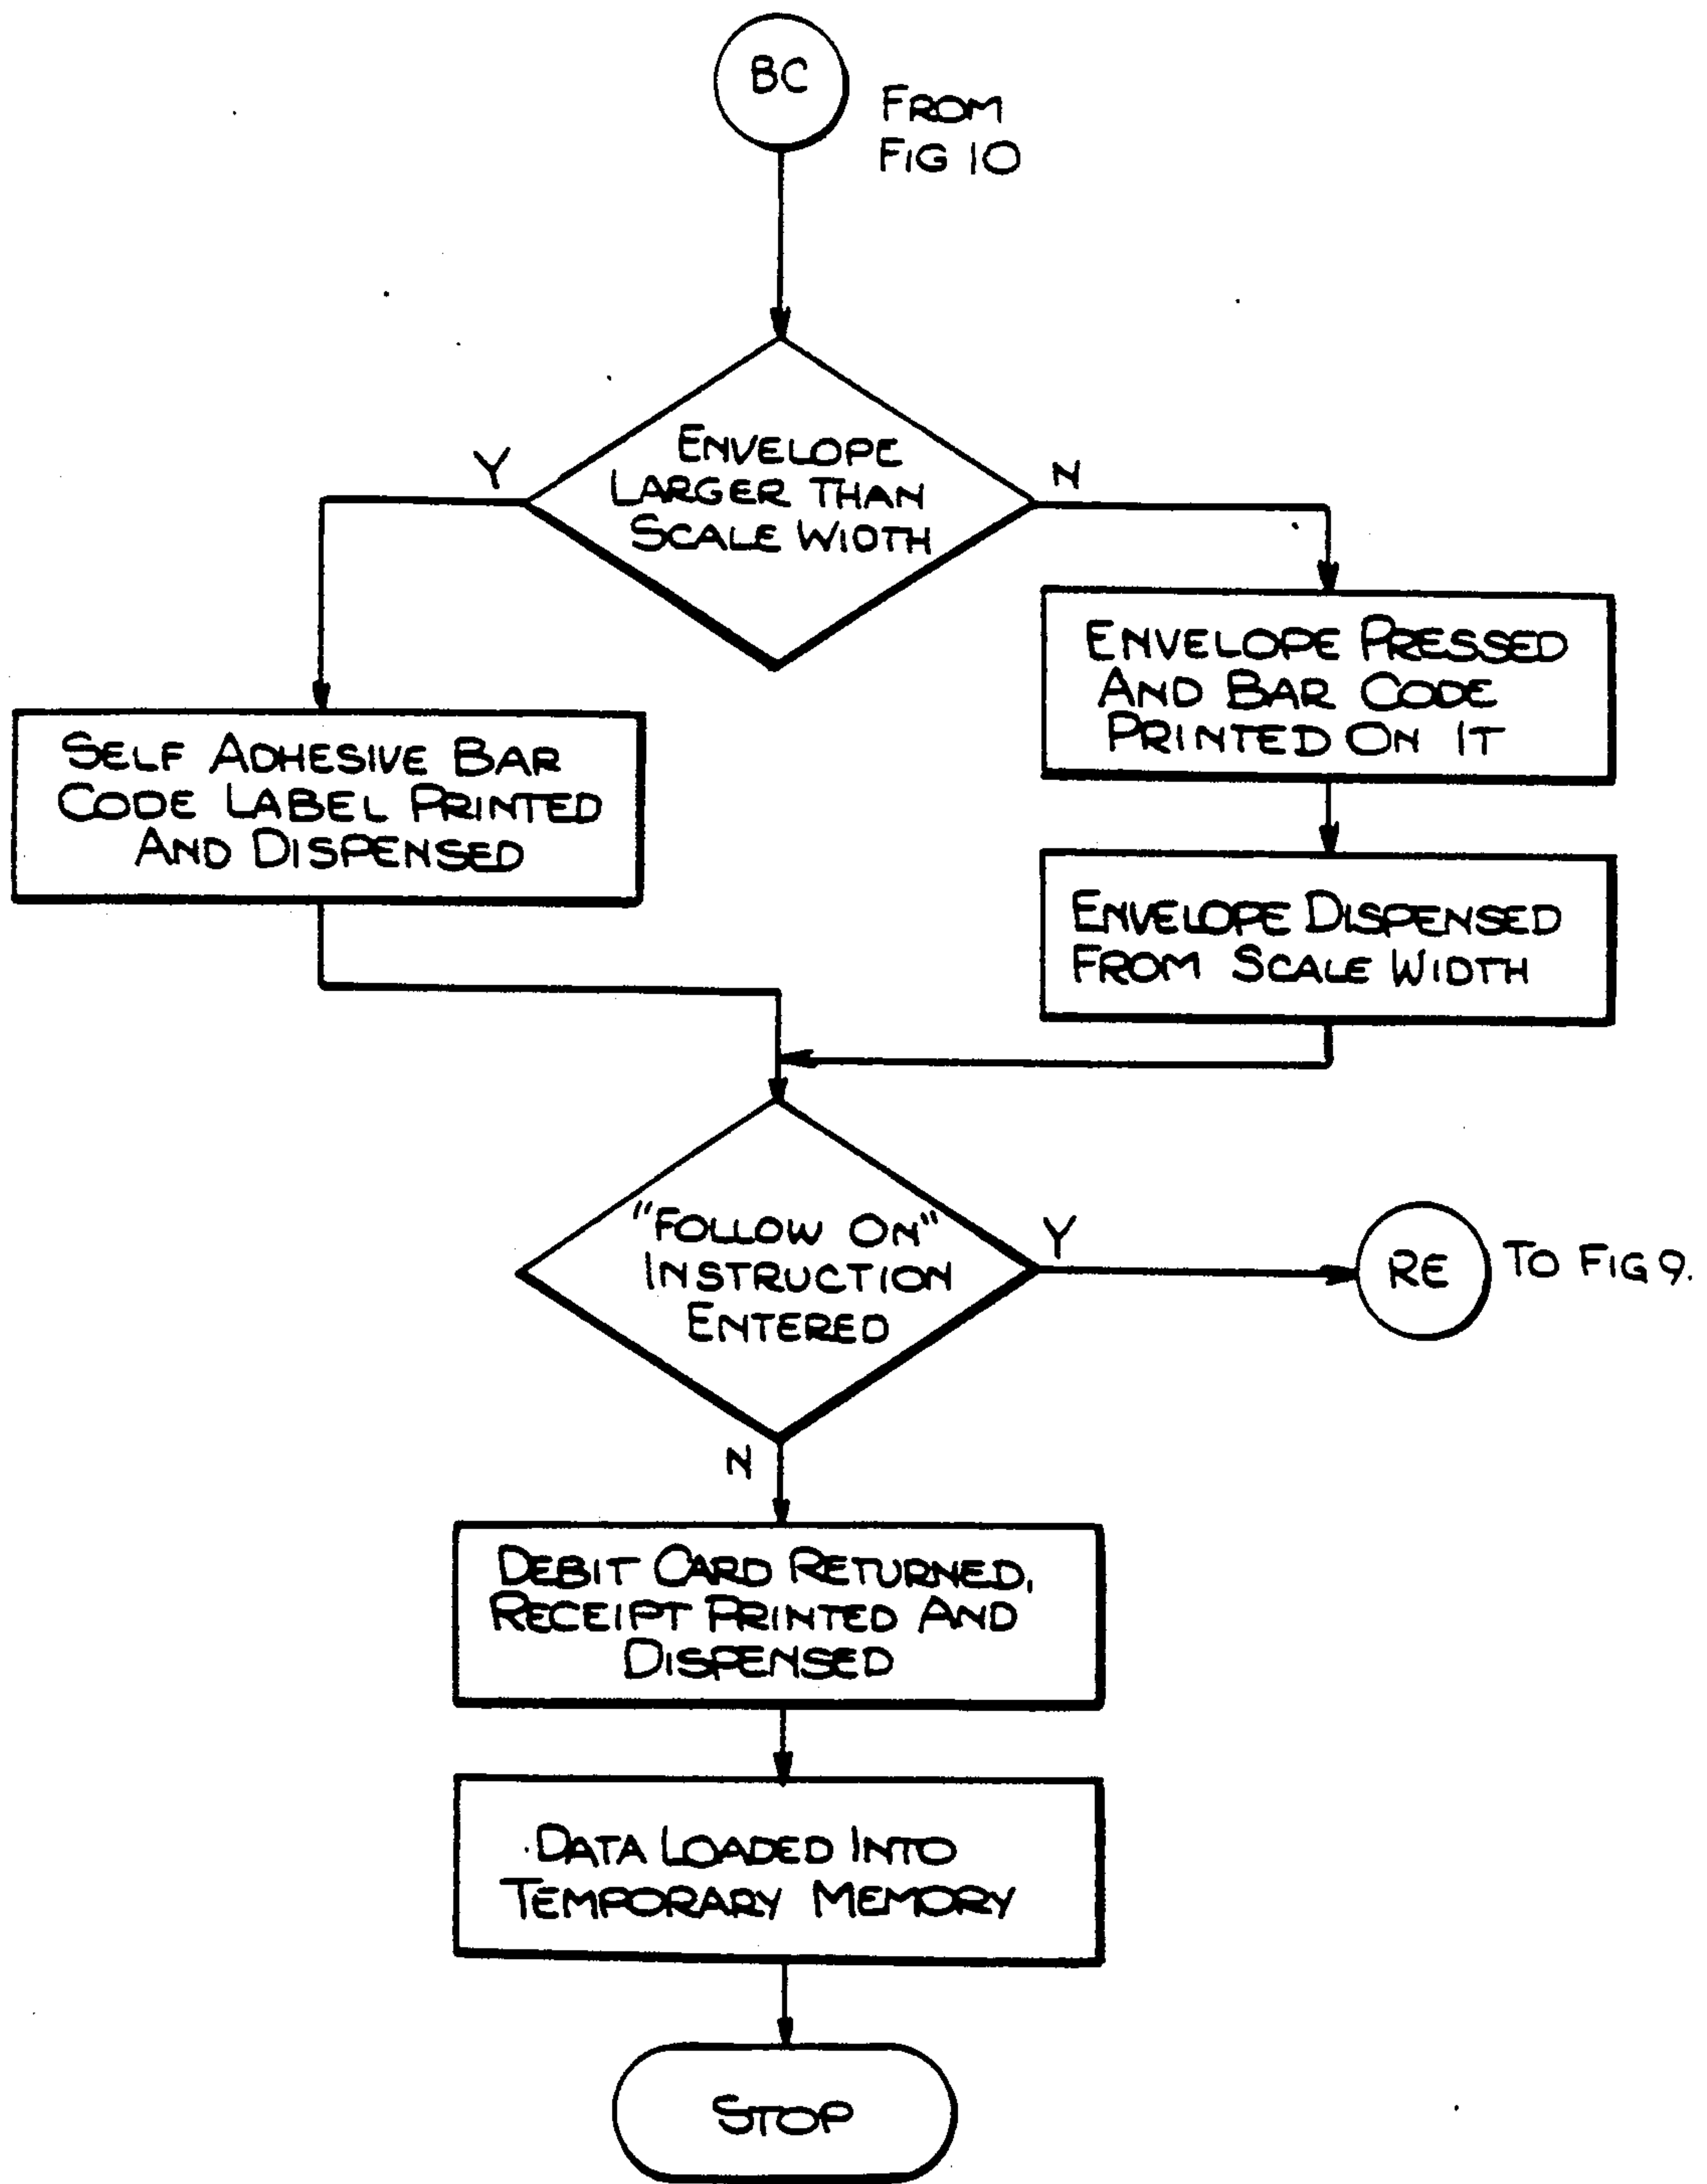 BC
FROM
FIG 10
ENVELOPE
LARGER THAN
SCALE WIDTH
Y
N
ENVELOPE PRESSED
AND BAR CODE
PRINTED ON IT
SELF ADHESIVE BAR
CODE LABEL PRINTED
AND DISPENSED
ENVELOPE DISPENSED
FROM SCALE WIDTH
"FOLLOW ON"
INSTRUCTION
ENTERED
Y
RE
TO FIG 9.
N
DEBIT CARD RETURNED,
RECEIPT PRINTED AND
DISPENSED
DATA LOADED INTO
TEMPORARY MEMORY
STOP